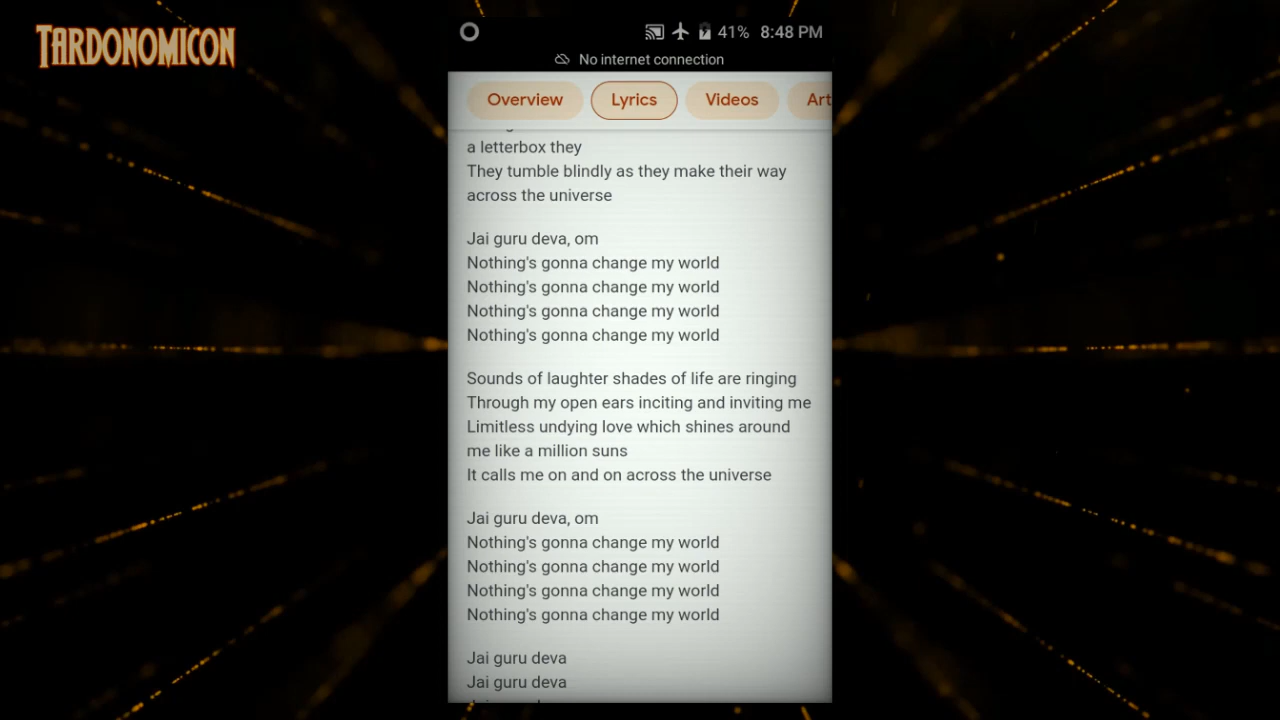 TARDONOMICON
41% 8:48 PM
No internet connection
Overview Lyrics Videos Art
a letterbox they
They tumble blindly as they make their way
across the universe
Jai guru deva, om
Nothing's gonna change my world
Nothing's gonna change my world
Nothing's gonna change my world
Nothing's gonna change my world
Sounds of laughter shades of life are ringing
Through my open ears inciting and inviting me
Limitless undying love which shines around
me like a million suns
It calls me on and on across the universe
Jai guru deva, om
Nothing's gonna change my world
Nothing's gonna change my world
Nothing's gonna change my world
Nothing's gonna change my world
Jai guru deva
Jai guru deva